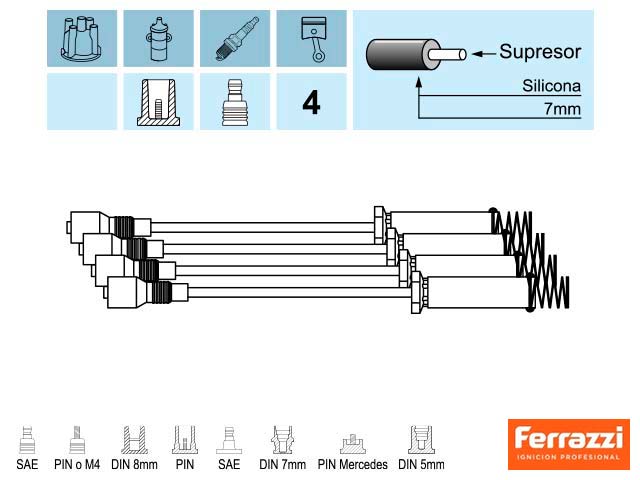 Supresor
Silicona
7mm
4
SAE PIN o M4 DIN 8mm PIN SAE DIN 7mm PIN Mercedes DIN 5mm
Ferrazzi
IGNICION PROFESIONAL